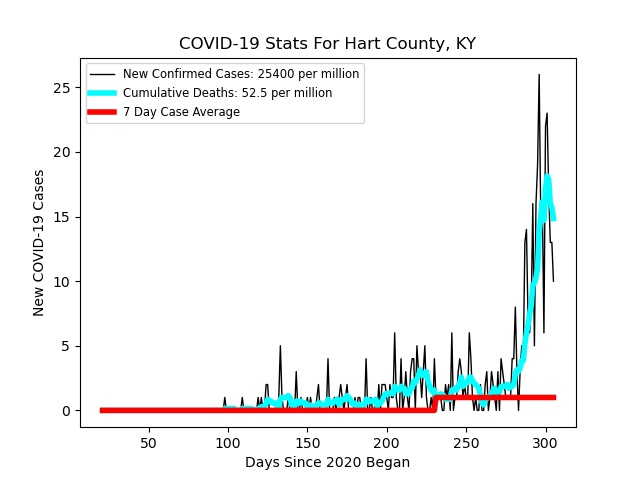 COVID-19 Stats For Hart County, KY
New Confirmed Cases: 25400 per million
Cumulative Deaths: 52.5 per million
7 Day Case Average
New COVID-19 Cases
25
20
15
10
5
0
50 100 150 200 250 300
Days Since 2020 Began